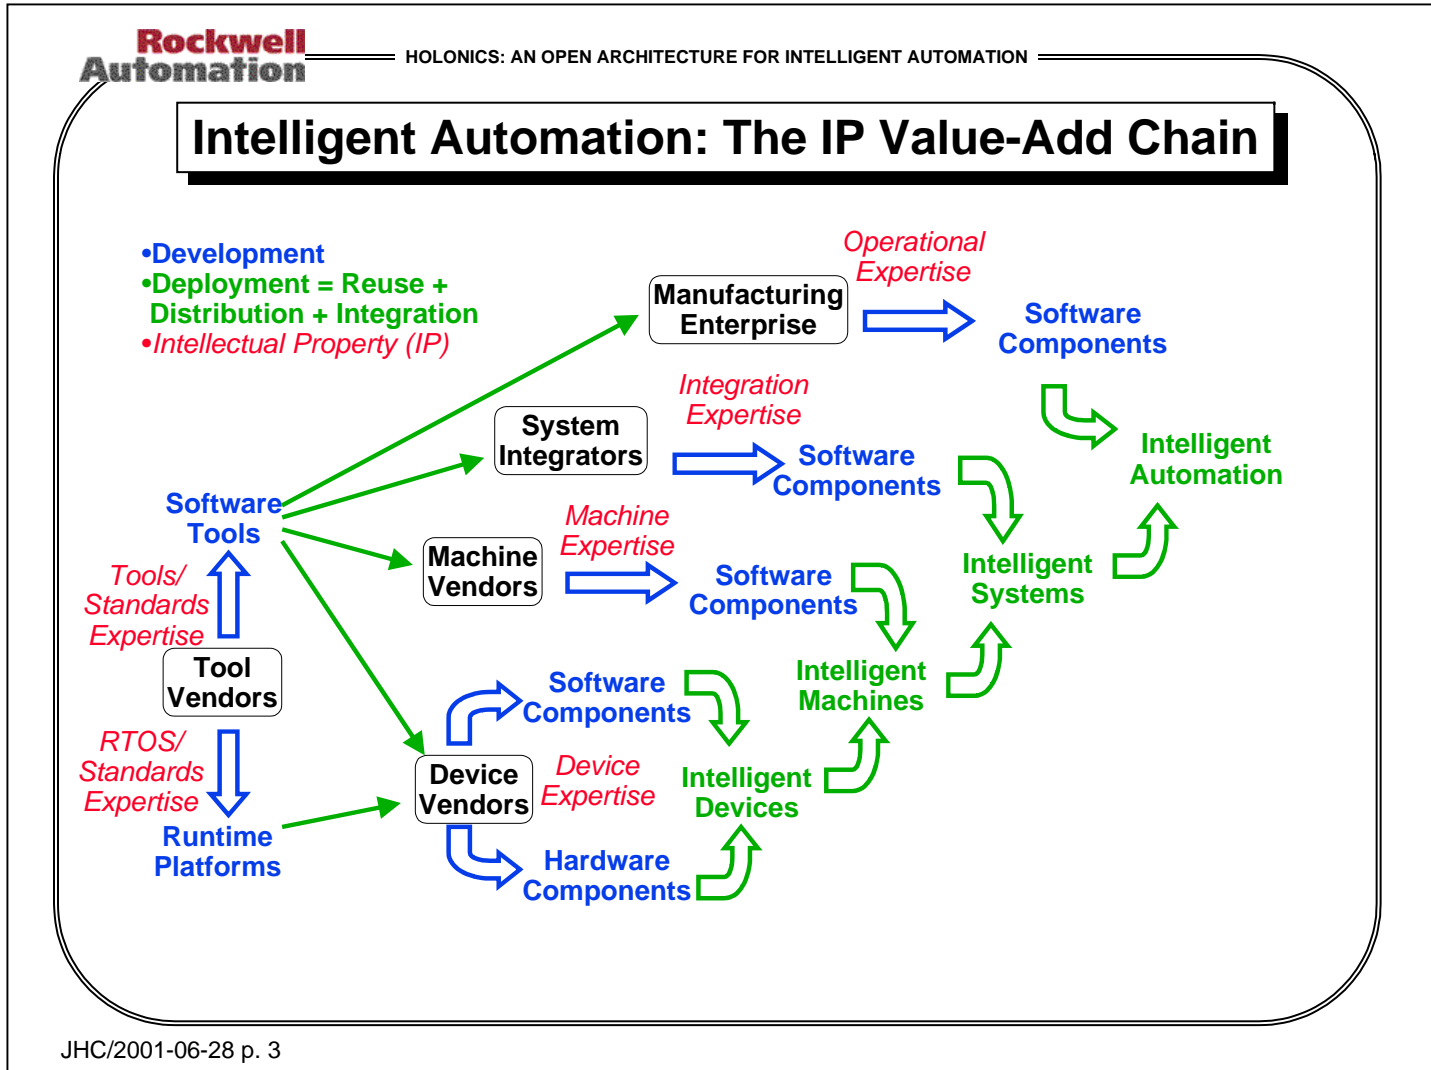 Rockwell
Automation
HOLONICS: AN OPEN ARCHITECTURE FOR INTELLIGENT AUTOMATION
Intelligent Automation: The IP Value-Add Chain
•Development
•Deployment = Reuse +
Distribution + Integration
•Intellectual Property (IP)
Operational
Expertise
Manufacturing
Enterprise
Software
Components
Integration
Expertise
System
Integrators
Software
Components
Intelligent
Automation
Software
Tools
Machine
Expertise
Machine
Vendors
Software
Components
Intelligent
Systems
Tools/
Standards
Expertise
Tool
Vendors
Software
Components
Intelligent
Machines
RTOS/
Standards
Expertise
Device
Vendors
Device
Expertise
Intelligent
Devices
Runtime
Platforms
Hardware
Components
JHC/2001-06-28 p. 3